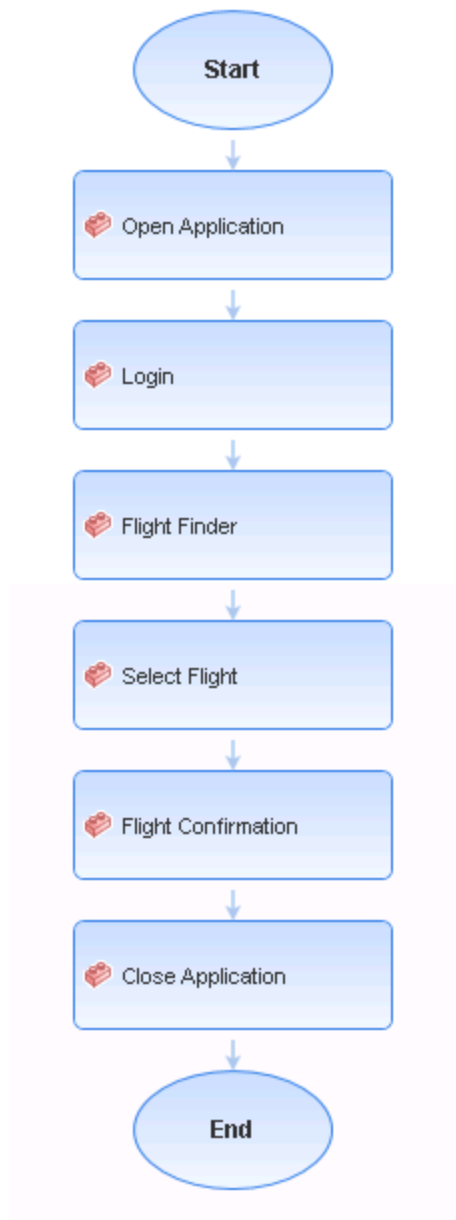 Start
Open Application
Login
Flight Finder
Select Flight
Flight Confirmation
Close Application
End